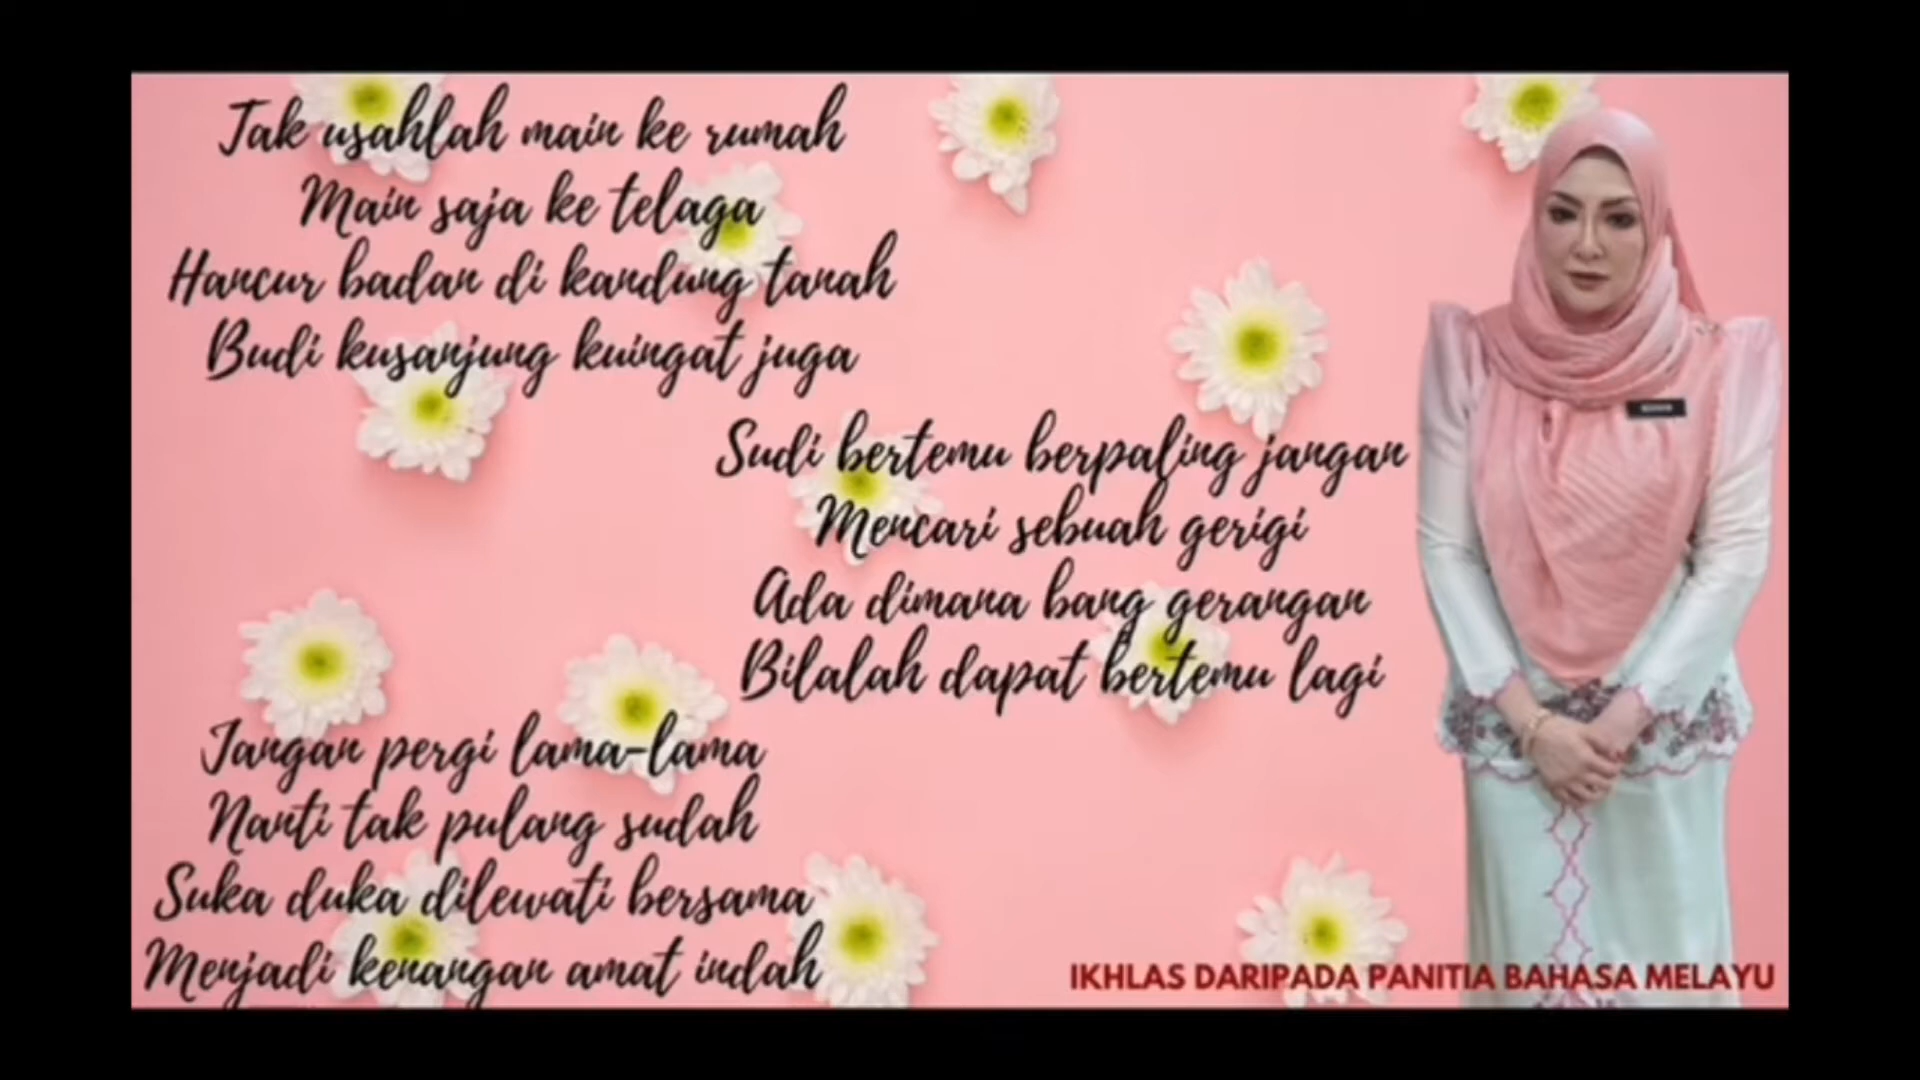 Tak usahlah main ke rumah
Main saja ke telaga
Hancur badan di kandung tanah
Budi kusanjung kuingat juga
Sudi bertemu berpaling jangan
Mencari sebuah gerigi
Ada dimana bang gerangan
Bilalah dapat bertemu lagi
Jangan pergi lama-lama
Nanti tak pulang sudah
Suka duka dilewati bersama
Menjadi kenangan amat indah
IKHLAS DARIPADA PANITIA BAHASA MELAYU